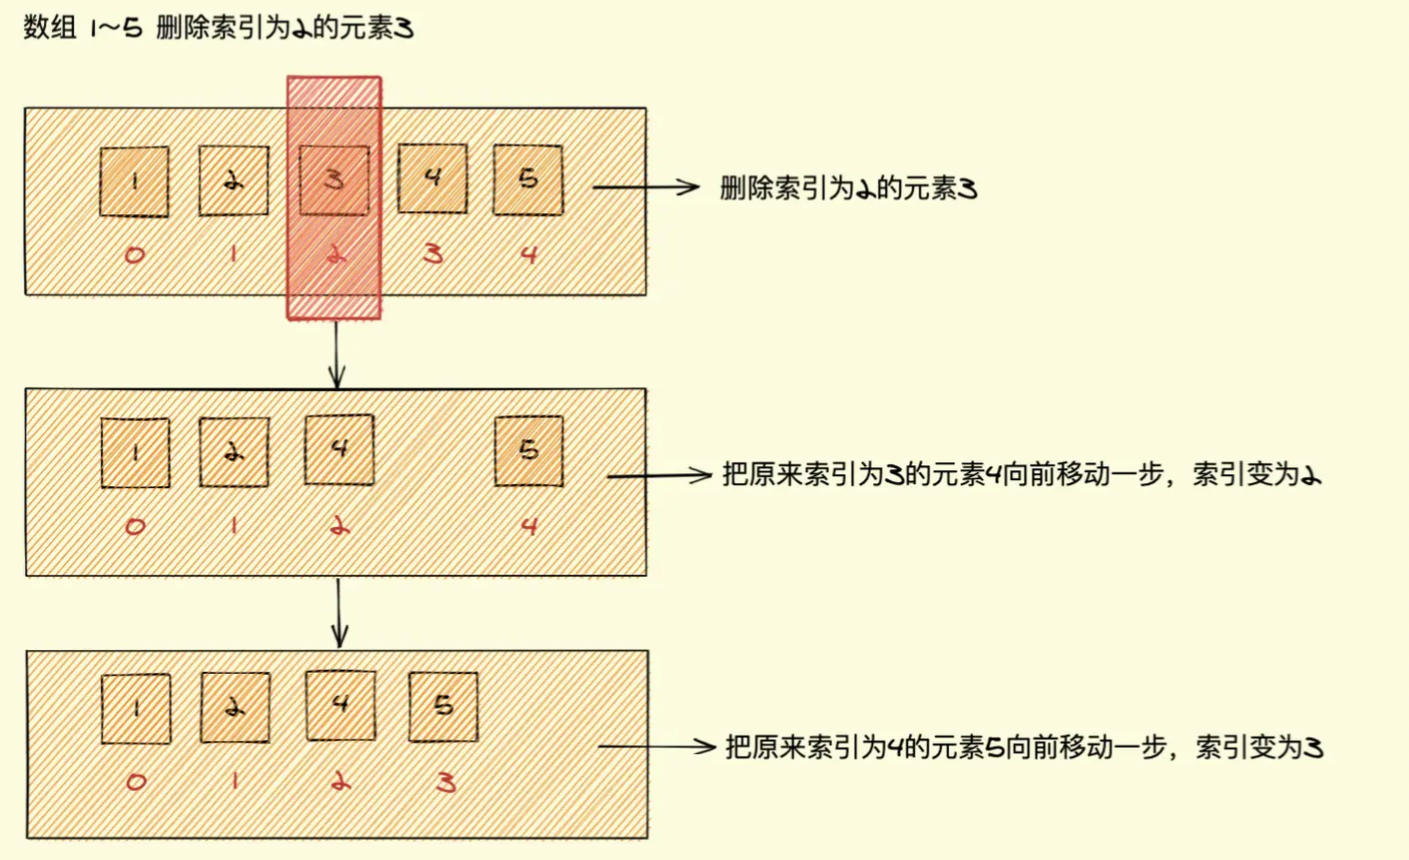 数组 1～5 删除索引为2的元素3
1 2 3 4 5
删除索引为2的元素3
0 1 2 3 4
1 2 4 5
把原来索引为3的元素4向前移动一步，索引变为2
0 1 2 4
1 2 4 5
把原来索引为4的元素5向前移动一步，索引变为3
0 1 2 3